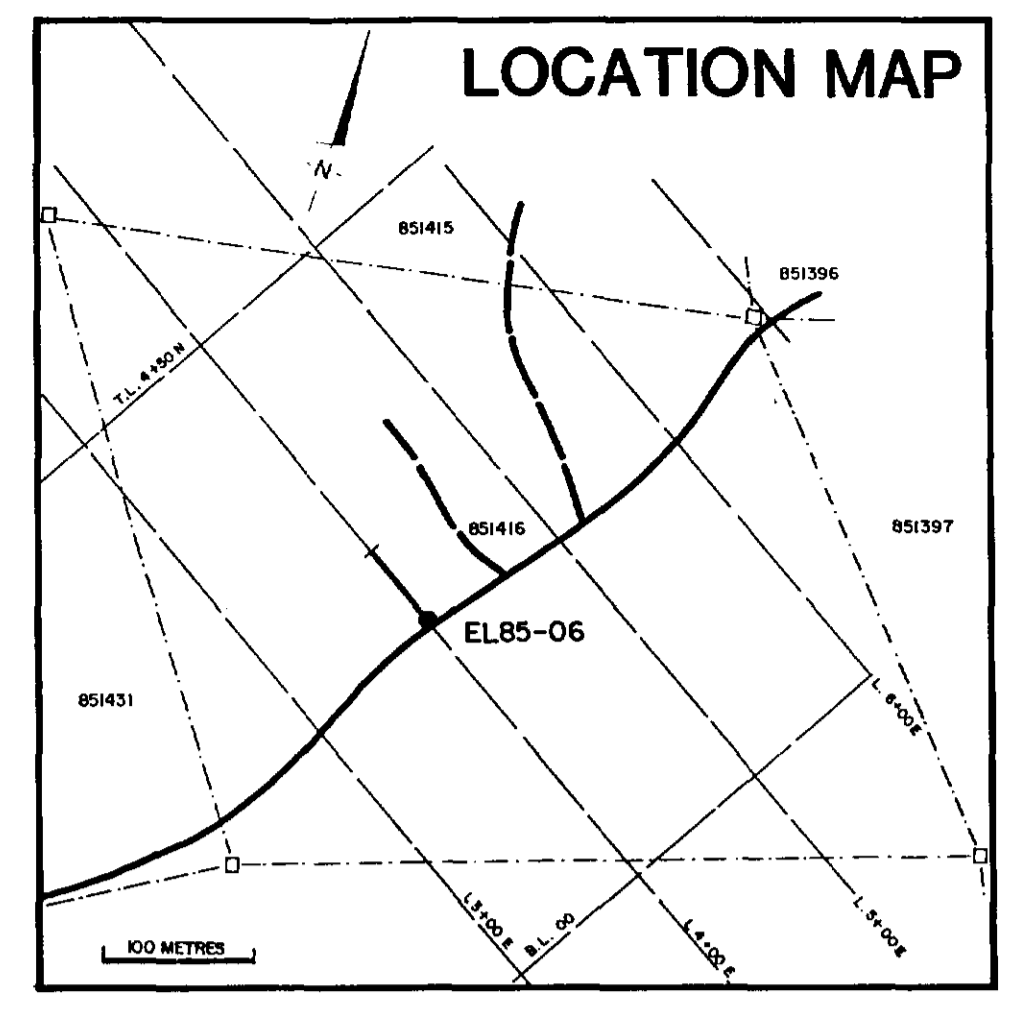 LOCATION MAP
N
851415
851396
T.L. 4+50 N
851416
851397
EL85-06
851431
L. 6+00 E
L. 3+00 E
B.L. 00
L. 4+00 E
L. 5+00 E
100 METRES